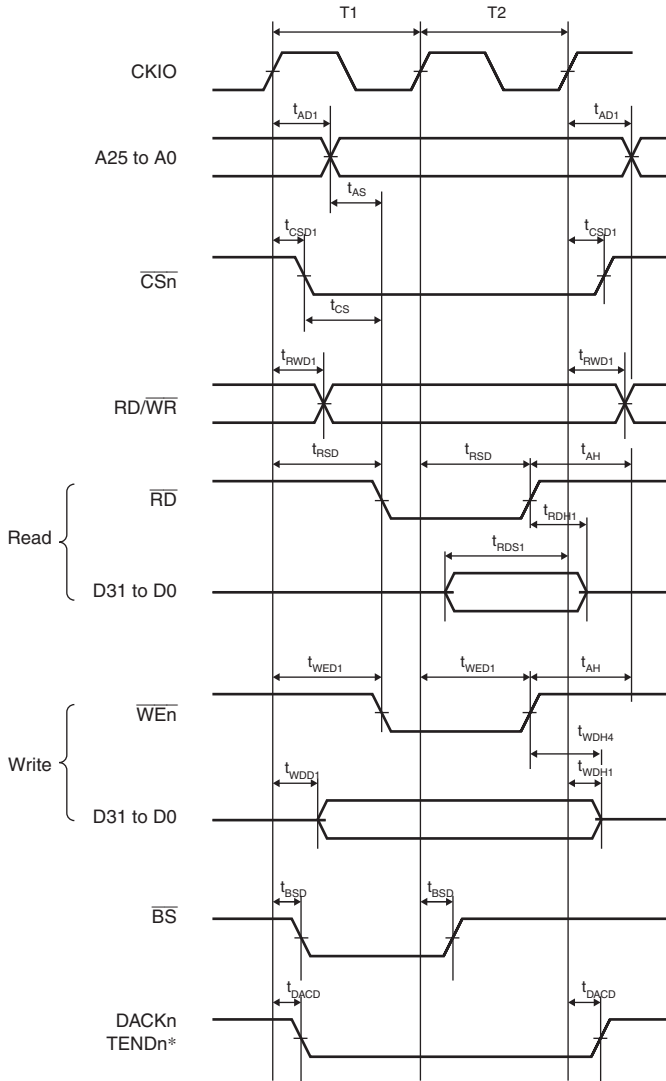 T1 T2
CKIO
tAD1 tAD1
A25 to A0
tAS
tCSD1 tCSD1
CSn
tCS
tRWD1 tRWD1
RD/WR
tRSD tRSD tAH
RD
tRDH1
Read
tRDS1
D31 to D0
tWED1 tWED1 tAH
WEn
tWDH4
Write
tWDD1 tWDH1
D31 to D0
tBSD tBSD
BS
tDACD tDACD
DACKn
TENDn*